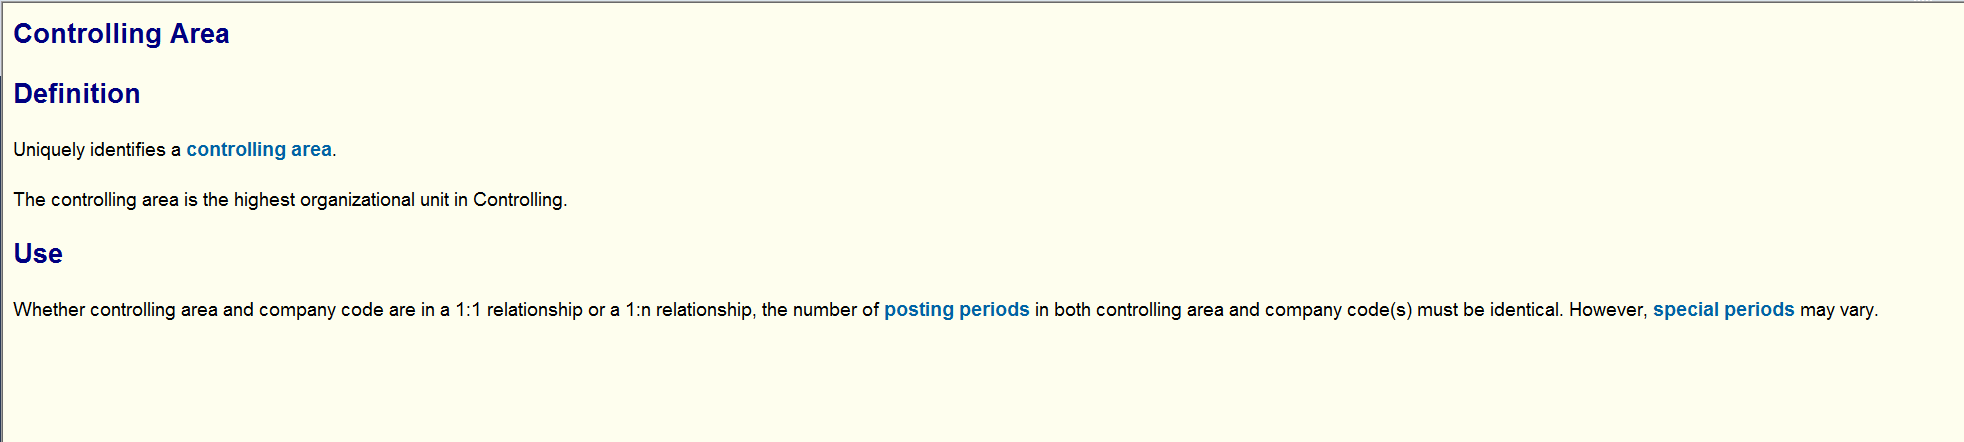 Controlling Area
Definition
Uniquely identifies a controlling area.
The controlling area is the highest organizational unit in Controlling.
Use
Whether controlling area and company code are in a 1:1 relationship or a 1:n relationship, the number of posting periods in both controlling area and company code(s) must be identical. However, special periods may vary.